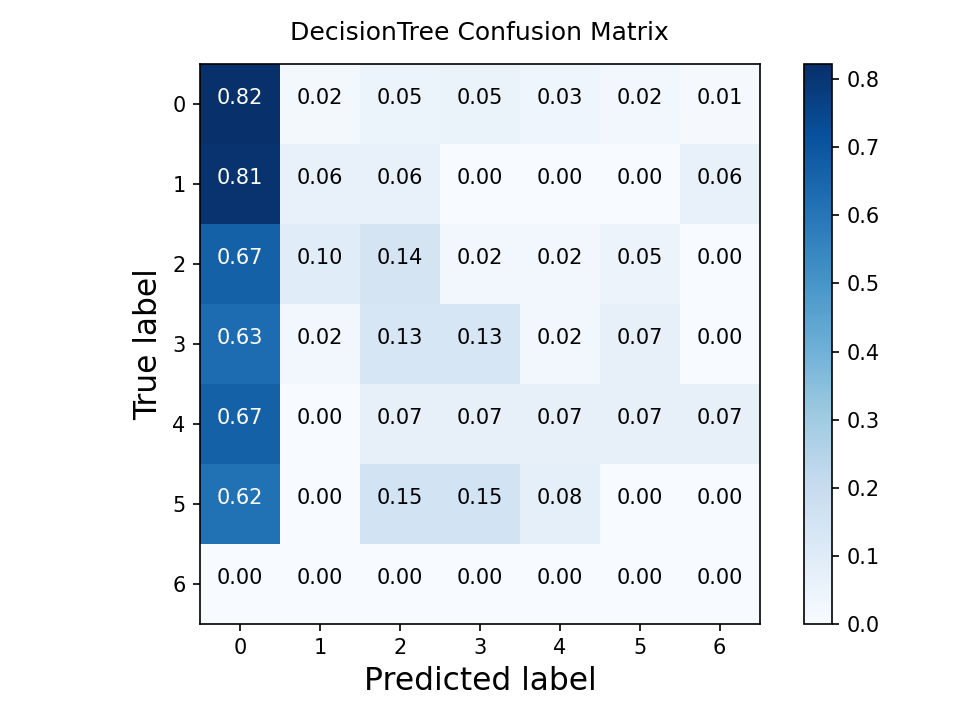 DecisionTree Confusion Matrix
0 0.82 0.02 0.05 0.05 0.03 0.02 0.01
1 0.81 0.06 0.06 0.00 0.00 0.00 0.06
2 0.67 0.10 0.14 0.02 0.02 0.05 0.00
3 0.63 0.02 0.13 0.13 0.02 0.07 0.00
4 0.67 0.00 0.07 0.07 0.07 0.07 0.07
5 0.62 0.00 0.15 0.15 0.08 0.00 0.00
6 0.00 0.00 0.00 0.00 0.00 0.00 0.00
0 1 2 3 4 5 6
Predicted label
True label
0.8
0.7
0.6
0.5
0.4
0.3
0.2
0.1
0.0